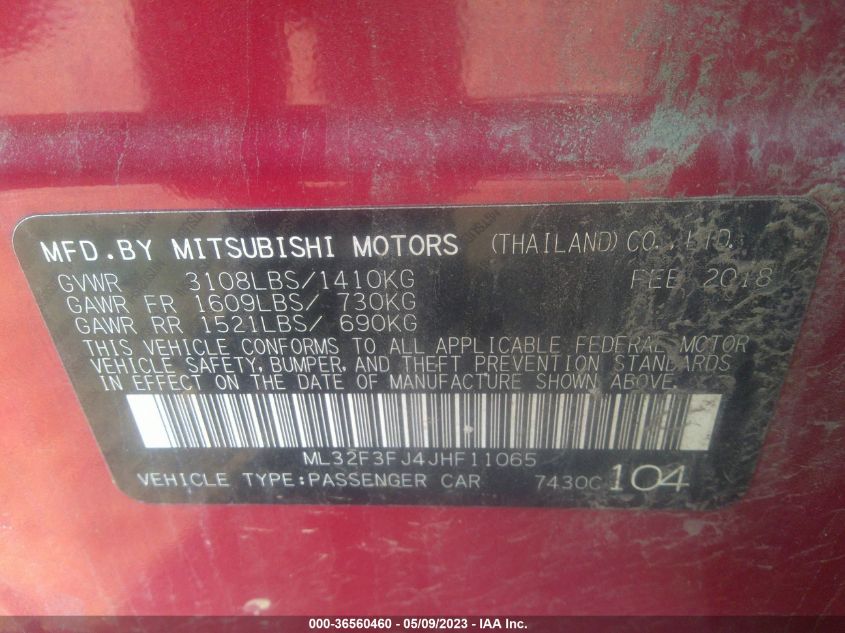 MFD.BY MITSUBISHI MOTORS (THAILAND) CO., LTD.
GVWR 3108LBS/1410KG FEB 2018
GAWR FR 1609LBS/ 730KG
GAWR RR 1521LBS/ 690KG
THIS VEHICLE CONFORMS TO ALL APPLICABLE FEDERAL MOTOR
VEHICLE SAFETY, BUMPER, AND THEFT PREVENTION STANDARDS
IN EFFECT ON THE DATE OF MANUFACTURE SHOWN ABOVE.
ML32F3FJ4JHF11065
VEHICLE TYPE:PASSENGER CAR 7430C 104
000-36560460 - 05/09/2023 - IAA Inc.